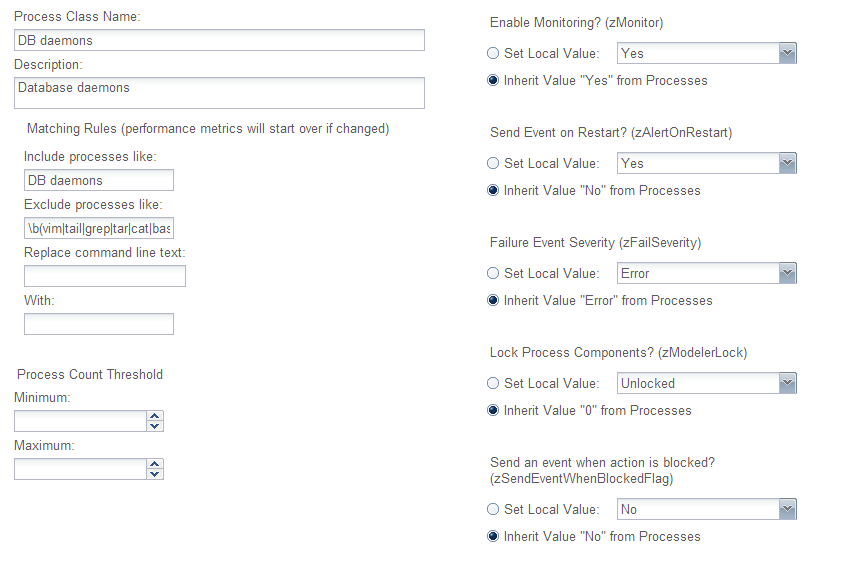 Process Class Name:
DB daemons
Description:
Database daemons
Matching Rules (performance metrics will start over if changed)
Include processes like:
DB daemons
Exclude processes like:
\b(vim|tail|grep|tar|cat|bas
Replace command line text:
With:
Process Count Threshold
Minimum:
Maximum:
Enable Monitoring? (zMonitor)
Set Local Value: Yes
Inherit Value "Yes" from Processes
Send Event on Restart? (zAlertOnRestart)
Set Local Value: Yes
Inherit Value "No" from Processes
Failure Event Severity (zFailSeverity)
Set Local Value: Error
Inherit Value "Error" from Processes
Lock Process Components? (zModelerLock)
Set Local Value: Unlocked
Inherit Value "0" from Processes
Send an event when action is blocked?
(zSendEventWhenBlockedFlag)
Set Local Value: No
Inherit Value "No" from Processes